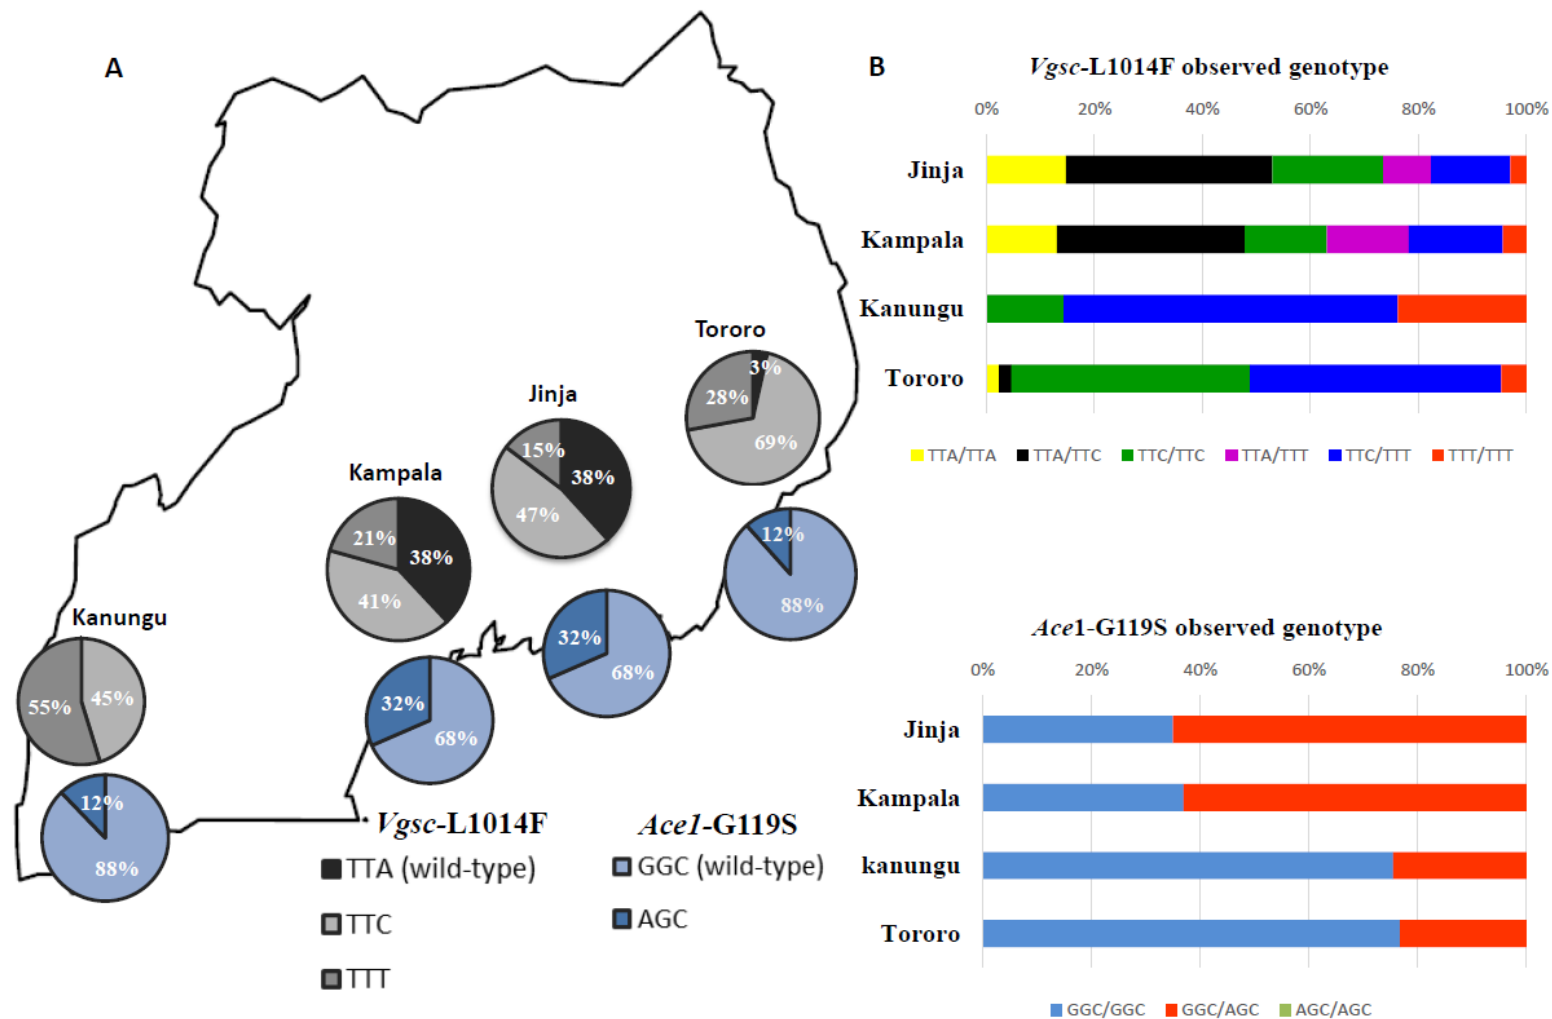 A
Tororo
3%
28%
69%
Jinja
15%
38%
47%
Kampala
21%
38%
41%
12%
88%
32%
68%
Kanungu
55%
45%
32%
68%
12%
88%
Vgsc-L1014F
TTA (wild-type)
TTC
TTT
Ace1-G119S
GGC (wild-type)
AGC
B
Vgsc-L1014F observed genotype
0% 20% 40% 60% 80% 100%
Jinja
Kampala
Kanungu
Tororo
TTA/TTA TTA/TTC TTC/TTC TTA/TTT TTC/TTT TTT/TTT
Ace1-G119S observed genotype
0% 20% 40% 60% 80% 100%
Jinja
Kampala
kanungu
Tororo
GGC/GGC GGC/AGC AGC/AGC